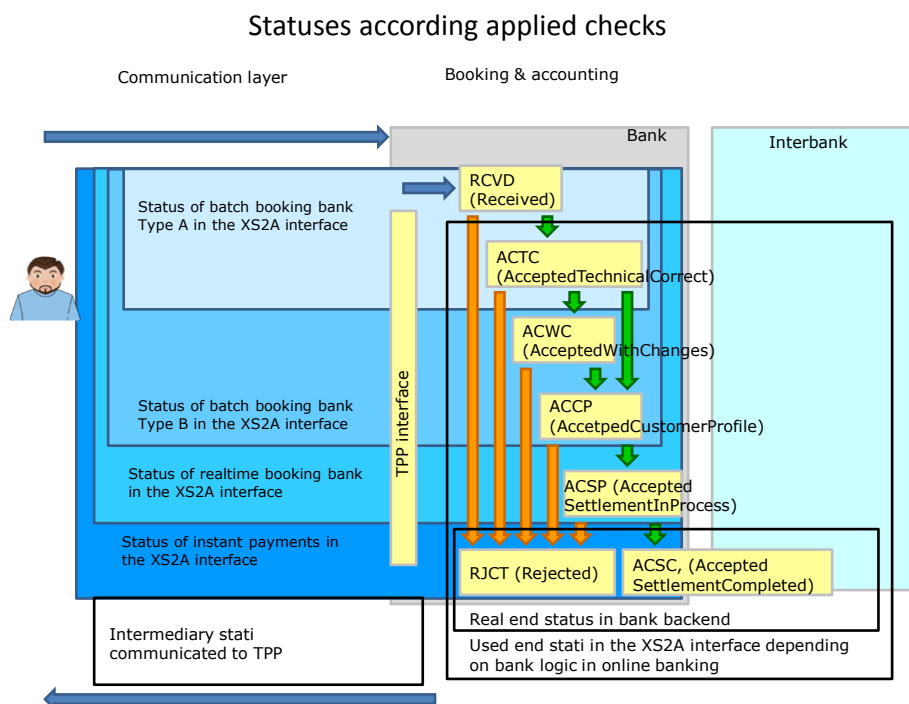 Statuses according applied checks
Communication layer
Booking & accounting
Bank
Interbank
RCVD
(Received)
Status of batch booking bank
Type A in the XS2A interface
ACTC
(AcceptedTechnicalCorrect)
ACWC
(AcceptedWithChanges)
TPP interface
Status of batch booking bank
Type B in the XS2A interface
ACCP
(AccetpedCustomerProfile)
Status of realtime booking bank
in the XS2A interface
ACSP (Accepted
SettlementInProcess)
Status of instant payments in
the XS2A interface
RJCT (Rejected)
ACSC, (Accepted
SettlementCompleted)
Real end status in bank backend
Intermediary stati
communicated to TPP
Used end stati in the XS2A interface depending
on bank logic in online banking